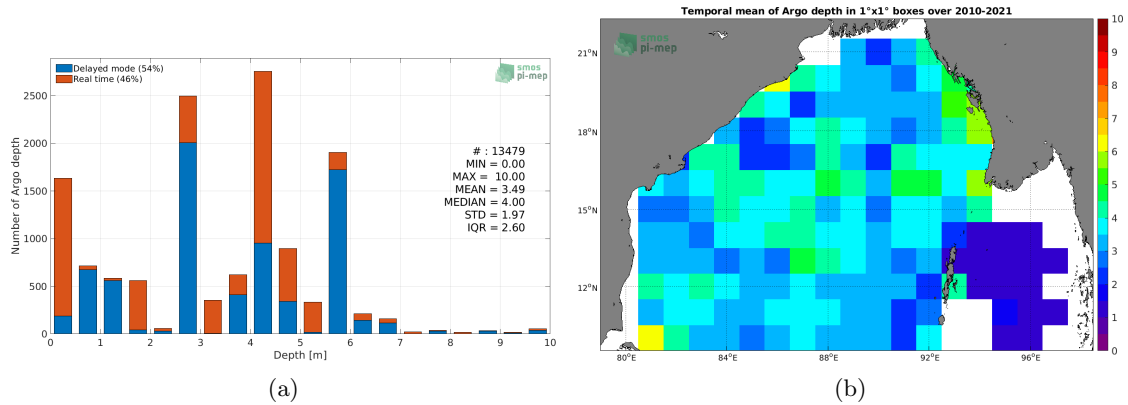 smos
pi-mep
Delayed mode (54%)
Real time (46%)
# : 13479
MIN = 0.00
MAX = 10.00
MEAN = 3.49
MEDIAN = 4.00
STD = 1.97
IQR = 2.60
Number of Argo depth
2500
2000
1500
1000
500
0
0 1 2 3 4 5 6 7 8 9 10
Depth [m]
(a)
Temporal mean of Argo depth in 1°x1° boxes over 2010-2021
smos
pi-mep
21°N
18°N
15°N
12°N
80°E 84°E 88°E 92°E 96°E
10
9
8
7
6
5
4
3
2
1
0
(b)